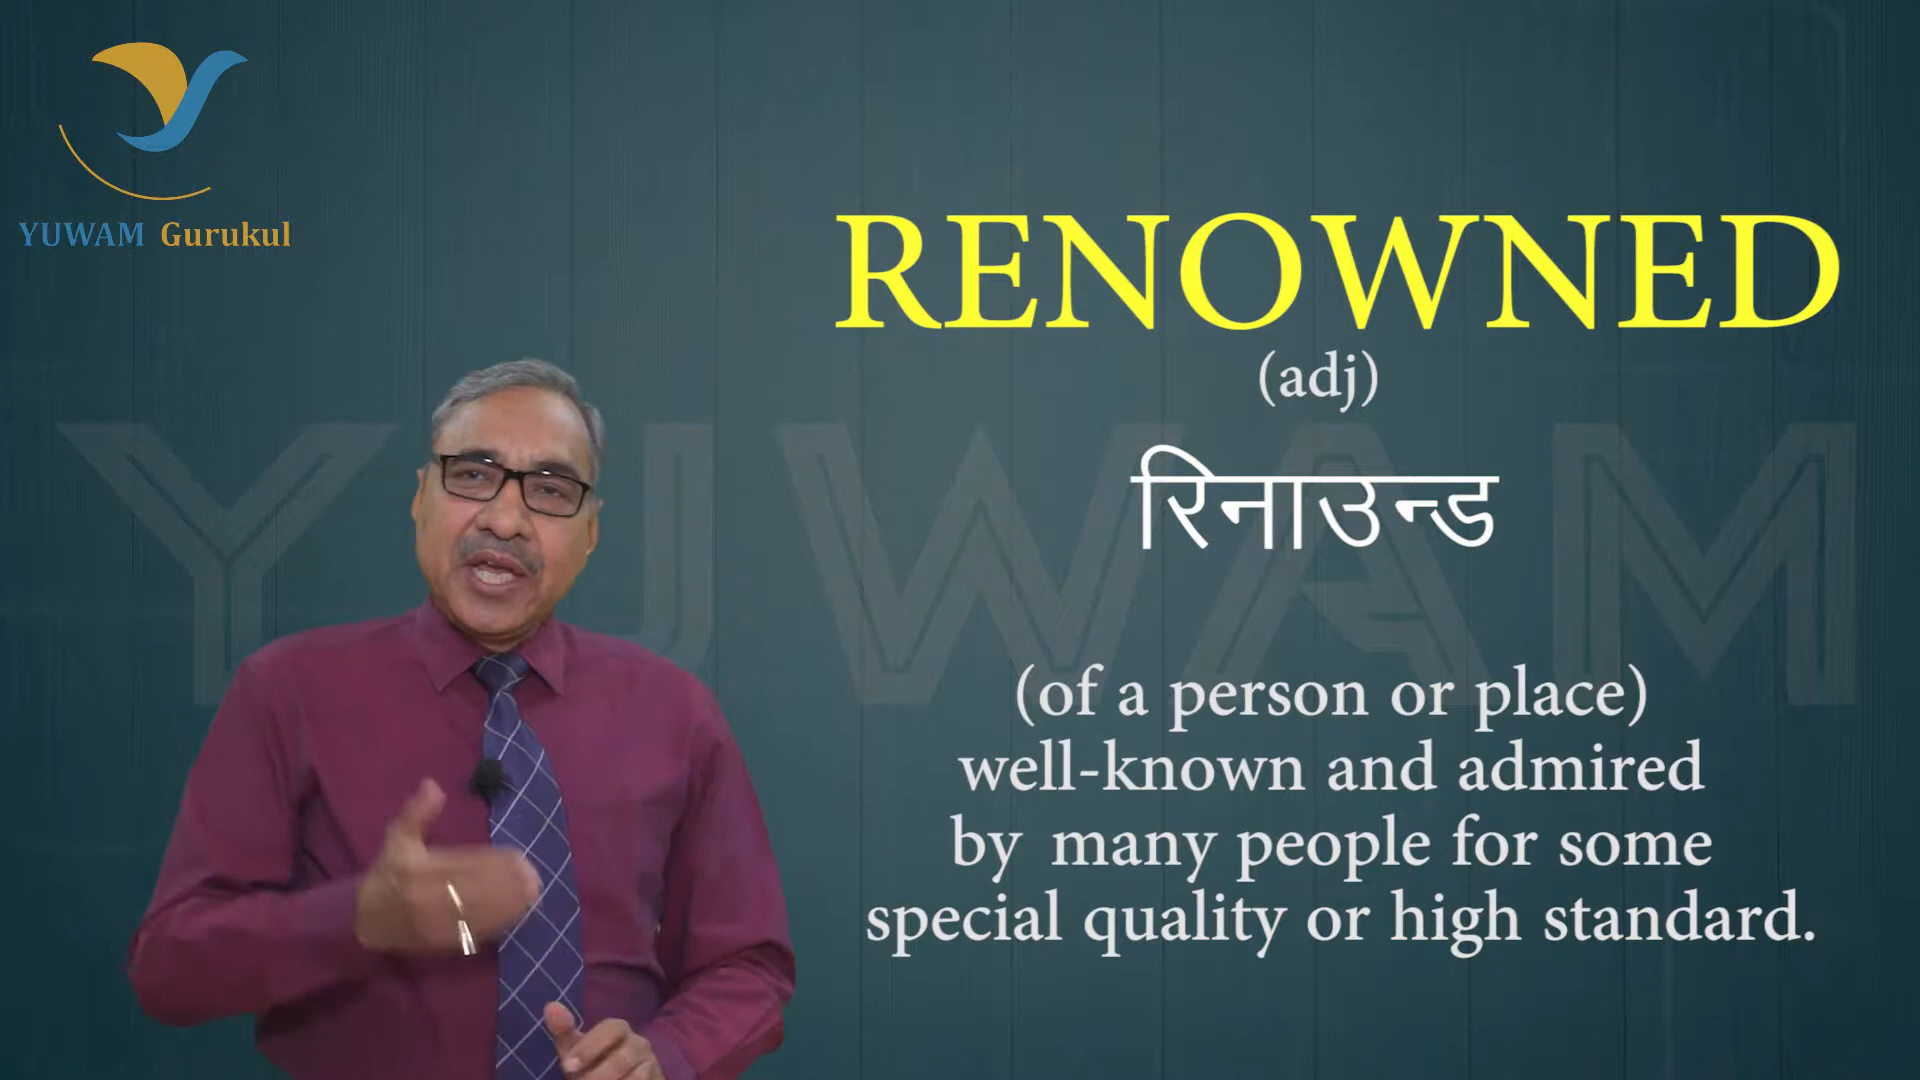 YUWAM Gurukul
RENOWNED
(adj)
रिनाउन्ड
YUWAM
(of a person or place)
well-known and admired
by many people for some
special quality or high standard.